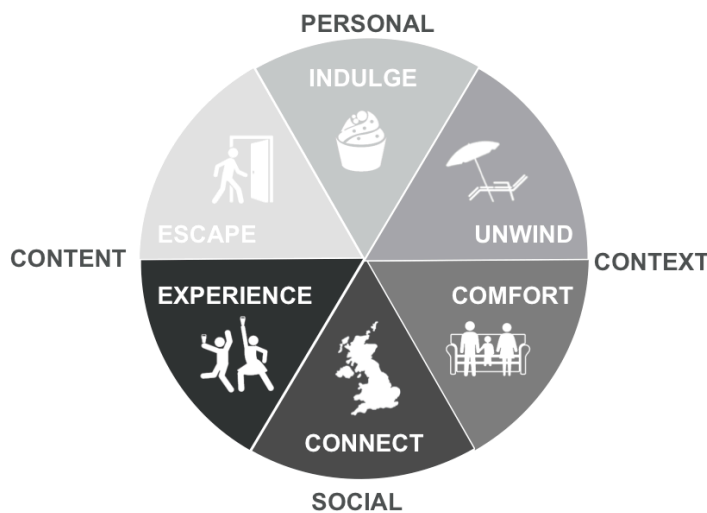 PERSONAL
INDULGE
ESCAPE
UNWIND
CONTENT
CONTEXT
EXPERIENCE
COMFORT
CONNECT
SOCIAL